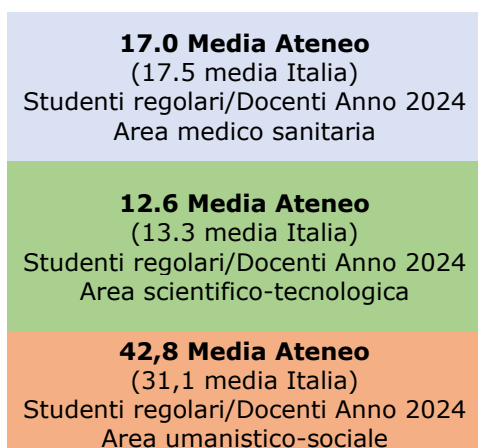 17.0 Media Ateneo
(17.5 media Italia)
Studenti regolari/Docenti Anno 2024
Area medico sanitaria
12.6 Media Ateneo
(13.3 media Italia)
Studenti regolari/Docenti Anno 2024
Area scientifico-tecnologica
42,8 Media Ateneo
(31,1 media Italia)
Studenti regolari/Docenti Anno 2024
Area umanistico-sociale